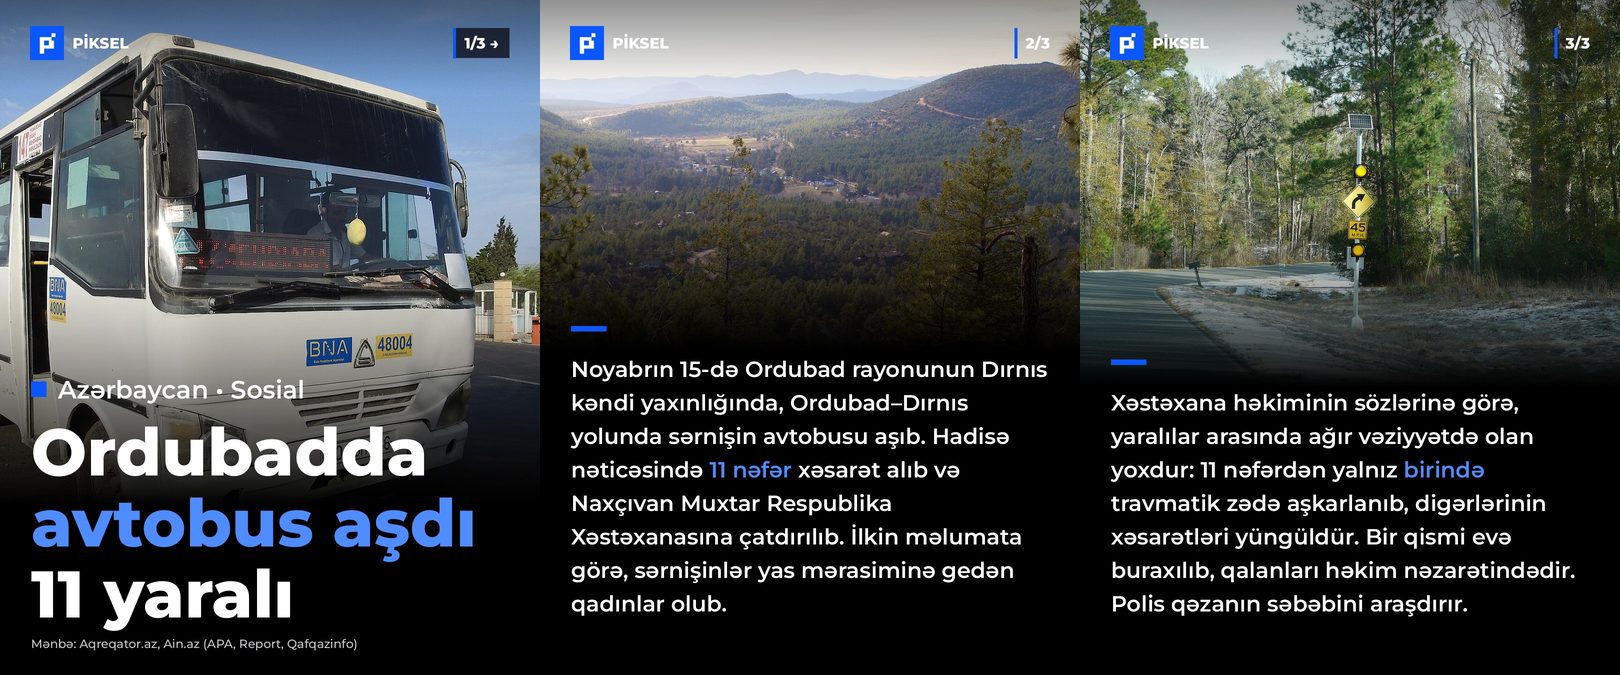 PİKSEL
1/3 →
BNA
48004
BNA
48004
Azərbaycan • Sosial
Ordubadda
avtobus aşdı
11 yaralı
Mənbə: Aqreqator.az, Ain.az (APA, Report, Qafqazinfo)
PİKSEL
2/3
Noyabrın 15-də Ordubad rayonunun Dırnıs
kəndi yaxınlığında, Ordubad–Dırnıs
yolunda sərnişin avtobusu aşıb. Hadisə
nəticəsində 11 nəfər xəsarət alıb və
Naxçıvan Muxtar Respublika
Xəstəxanasına çatdırılıb. İlkin məlumata
görə, sərnişinlər yas mərasiminə gedən
qadınlar olub.
PİKSEL
3/3
45
Xəstəxana həkiminin sözlərinə görə,
yaralılar arasında ağır vəziyyətdə olan
yoxdur: 11 nəfərdən yalnız birində
travmatik zədə aşkarlanıb, digərlərinin
xəsarətləri yüngüldür. Bir qismi evə
buraxılıb, qalanları həkim nəzarətindədir.
Polis qəzanın səbəbini araşdırır.